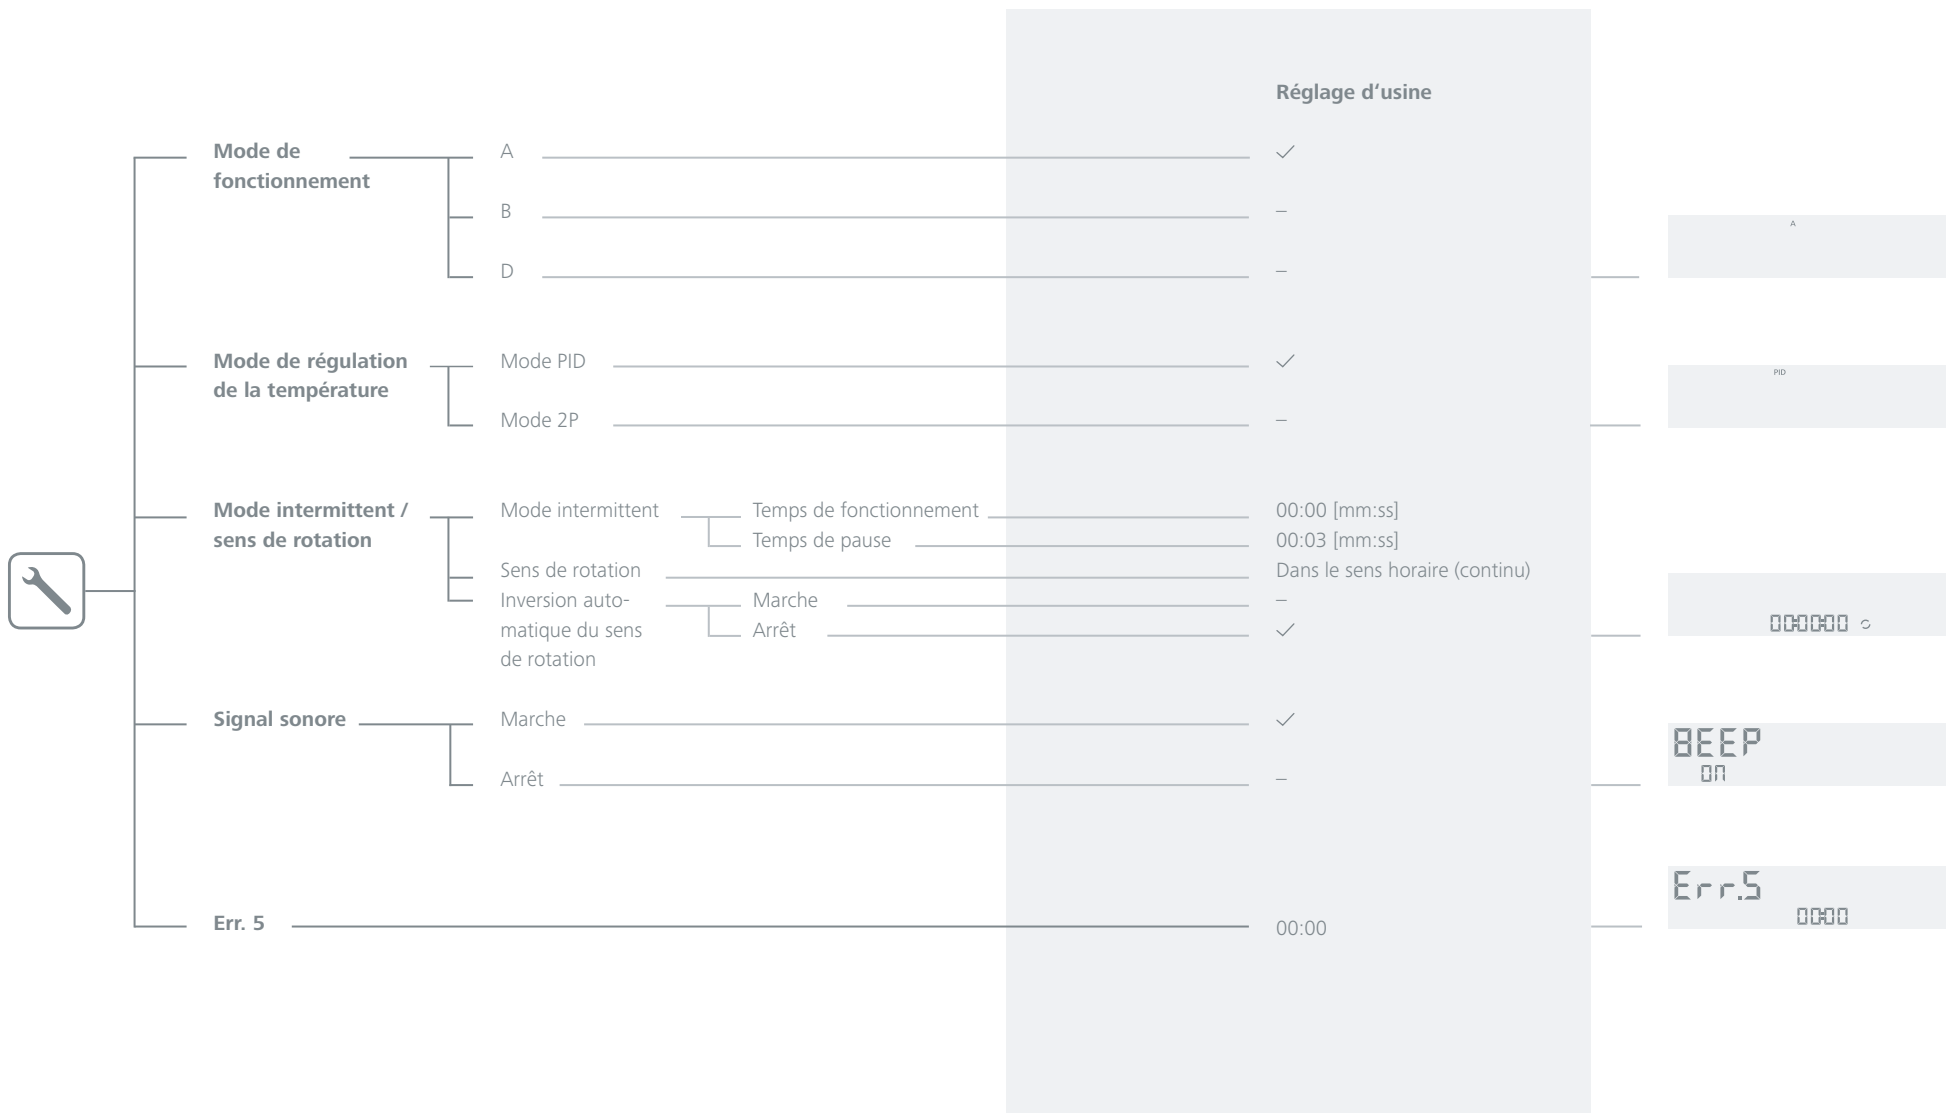 Réglage d‘usine
Mode de
fonctionnement
A ✓
B –
D –
A
Mode de régulation
de la température
Mode PID ✓
Mode 2P –
PID
Mode intermittent /
sens de rotation
Mode intermittent Temps de fonctionnement 00:00 [mm:ss]
Temps de pause 00:03 [mm:ss]
Sens de rotation Dans le sens horaire (continu)
Inversion auto-
matique du sens
de rotation
Marche –
Arrêt ✓
00:00:00
Signal sonore Marche ✓
Arrêt –
BEEP
on
Err. 5 00:00
Err.5
00:00